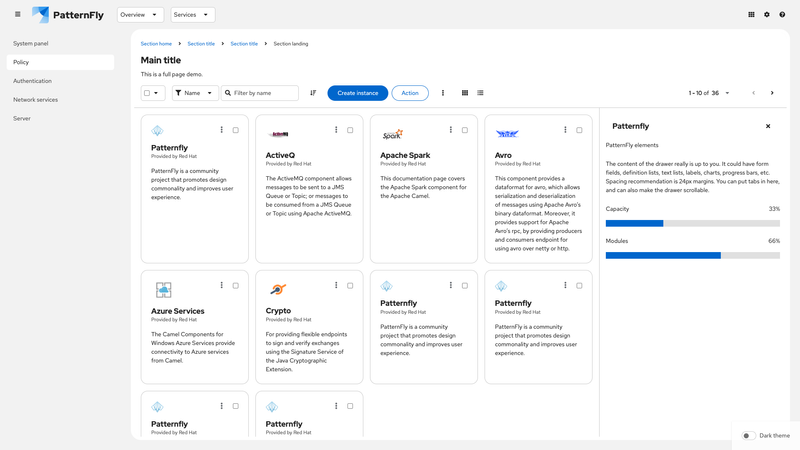 PatternFly
Overview
Services
System panel
Policy
Authentication
Network services
Server
Section home
Section title
Section title
Section landing
Main title
This is a full page demo.
Name
Filter by name
Create instance
Action
1 - 10 of 36
Patternfly
Provided by Red Hat
PatternFly is a community
project that promotes design
commonality and improves user
experience.
ActiveMQ
ActiveQ
Provided by Red Hat
The ActiveMQ component allows
messages to be sent to a JMS
Queue or Topic; or messages to
be consumed from a JMS Queue
or Topic using Apache ActiveMQ.
Spark
Apache Spark
Provided by Red Hat
This documentation page covers
the Apache Spark component for
the Apache Camel.
Avro
Provided by Red Hat
This component provides a
dataformat for avro, which allows
serialization and deserialization
of messages using Apache Avro's
binary dataformat. Moreover, it
provides support for Apache
Avro's rpc, by providing producers
and consumers endpoint for
using avro over netty or http.
Azure Services
Provided by Red Hat
The Camel Components for
Windows Azure Services provide
connectivity to Azure services
from Camel.
Crypto
Provided by Red Hat
For providing flexible endpoints
to sign and verify exchanges
using the Signature Service of
the Java Cryptographic
Extension.
Patternfly
Provided by Red Hat
PatternFly is a community
project that promotes design
commonality and improves user
experience.
Patternfly
Provided by Red Hat
PatternFly is a community
project that promotes design
commonality and improves user
experience.
Patternfly
Provided by Red Hat
Patternfly
Provided by Red Hat
Patternfly
PatternFly elements
The content of the drawer really is up to you. It could have form
fields, definition lists, text lists, labels, charts, progress bars, etc.
Spacing recommendation is 24px margins. You can put tabs in here,
and can also make the drawer scrollable.
Capacity
33%
Modules
66%
Dark theme